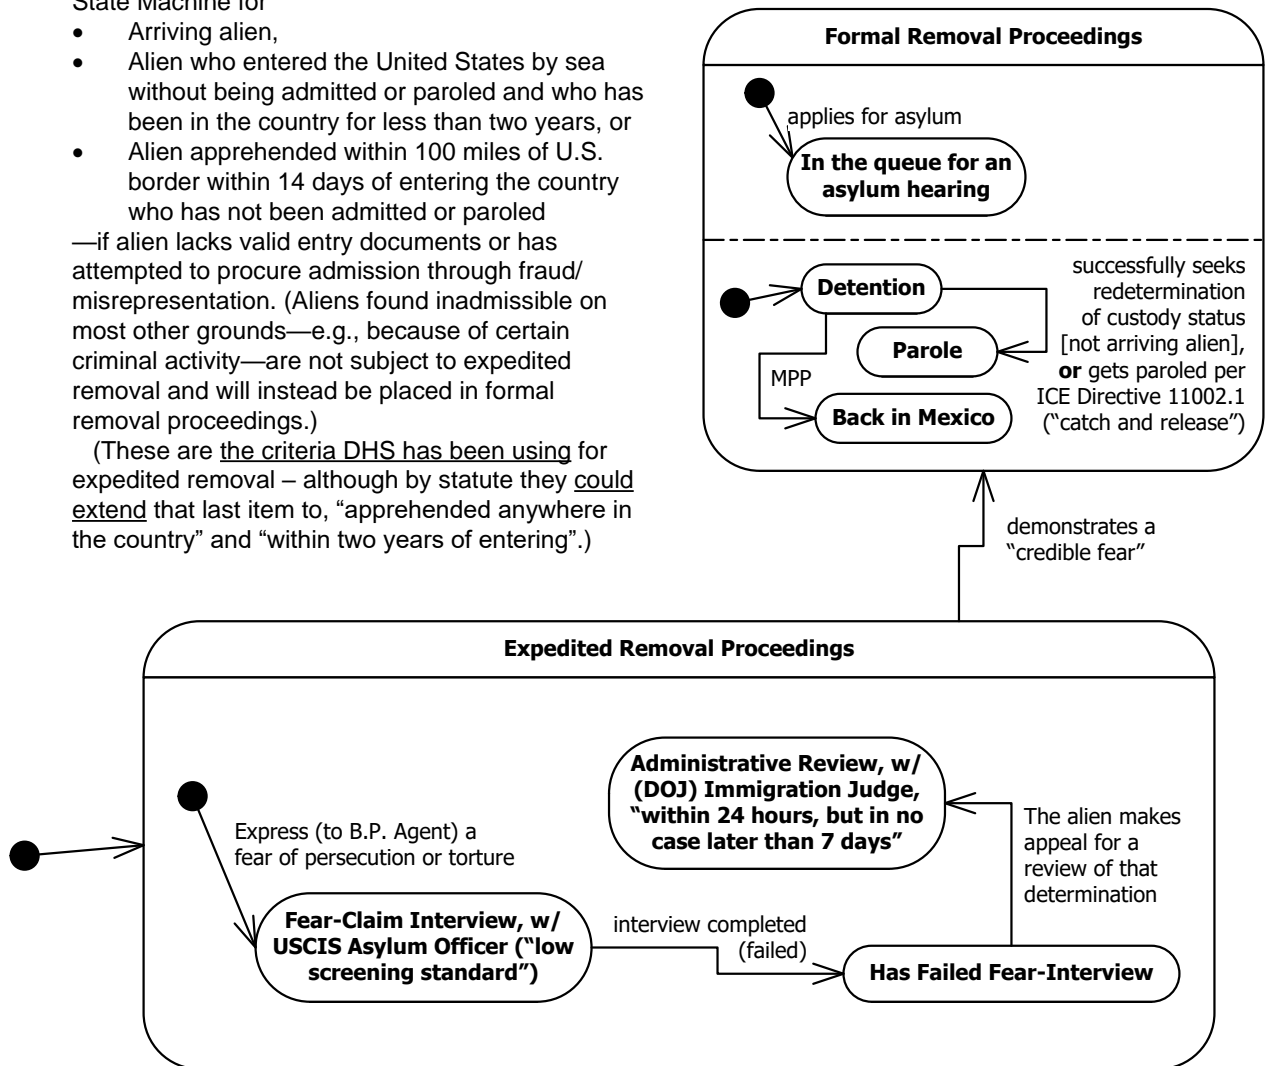 State Machine for
• Arriving alien,
• Alien who entered the United States by sea
without being admitted or paroled and who has
been in the country for less than two years, or
• Alien apprehended within 100 miles of U.S.
border within 14 days of entering the country
who has not been admitted or paroled
—if alien lacks valid entry documents or has
attempted to procure admission through fraud/
misrepresentation. (Aliens found inadmissible on
most other grounds—e.g., because of certain
criminal activity—are not subject to expedited
removal and will instead be placed in formal
removal proceedings.)
(These are the criteria DHS has been using for
expedited removal – although by statute they could
extend that last item to, “apprehended anywhere in
the country” and “within two years of entering”.)
Formal Removal Proceedings
applies for asylum
In the queue for an
asylum hearing
Detention
Parole
MPP
Back in Mexico
successfully seeks
redetermination
of custody status
[not arriving alien],
or gets paroled per
ICE Directive 11002.1
(“catch and release”)
demonstrates a
“credible fear”
Expedited Removal Proceedings
Express (to B.P. Agent) a
fear of persecution or torture
Fear-Claim Interview, w/
USCIS Asylum Officer (“low
screening standard”)
interview completed
(failed)
Has Failed Fear-Interview
The alien makes
appeal for a
review of that
determination
Administrative Review, w/
(DOJ) Immigration Judge,
“within 24 hours, but in no
case later than 7 days”